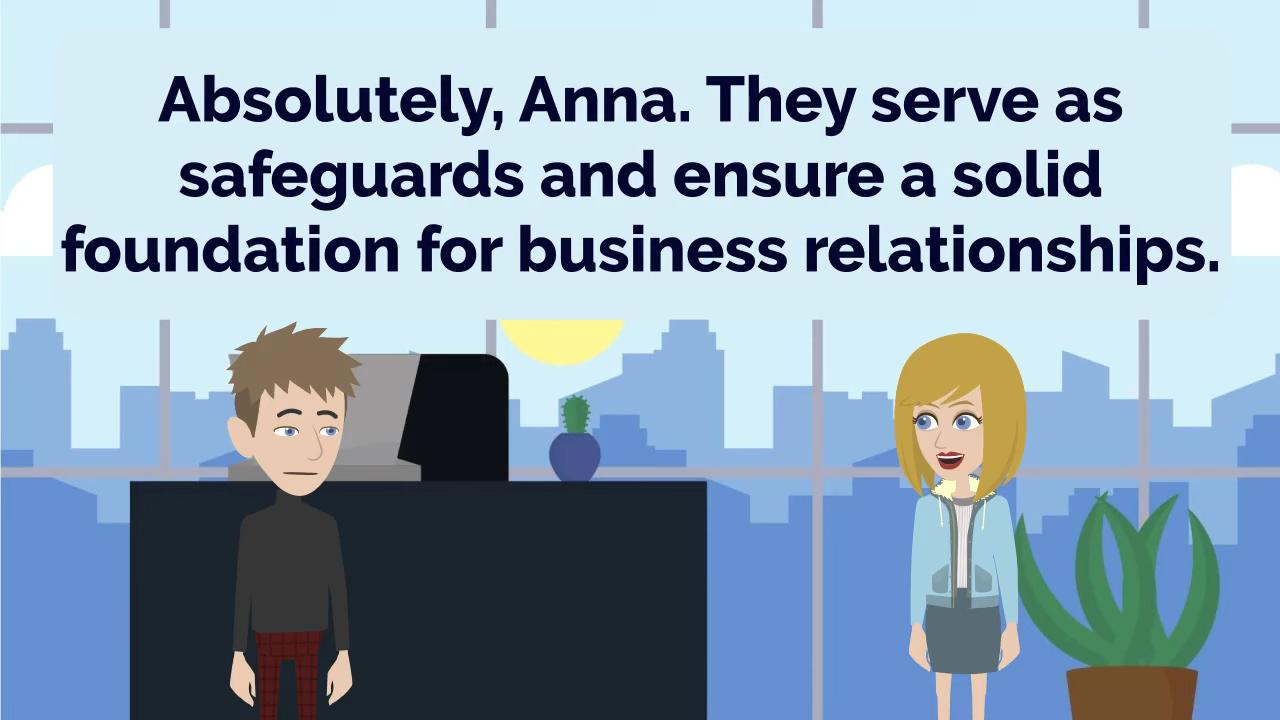 Absolutely, Anna. They serve as
safeguards and ensure a solid
foundation for business relationships.